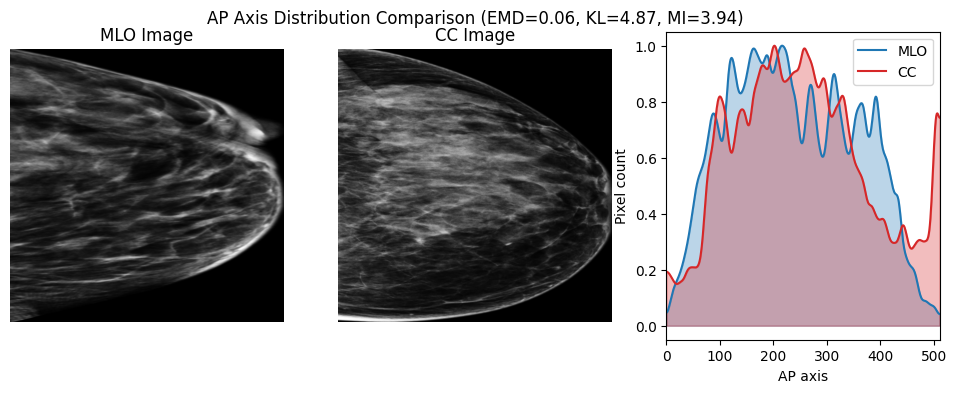 AP Axis Distribution Comparison (EMD=0.06, KL=4.87, MI=3.94)
MLO Image
CC Image
MLO
CC
1.0
0.8
0.6
0.4
0.2
0.0
Pixel count
0 100 200 300 400 500
AP axis